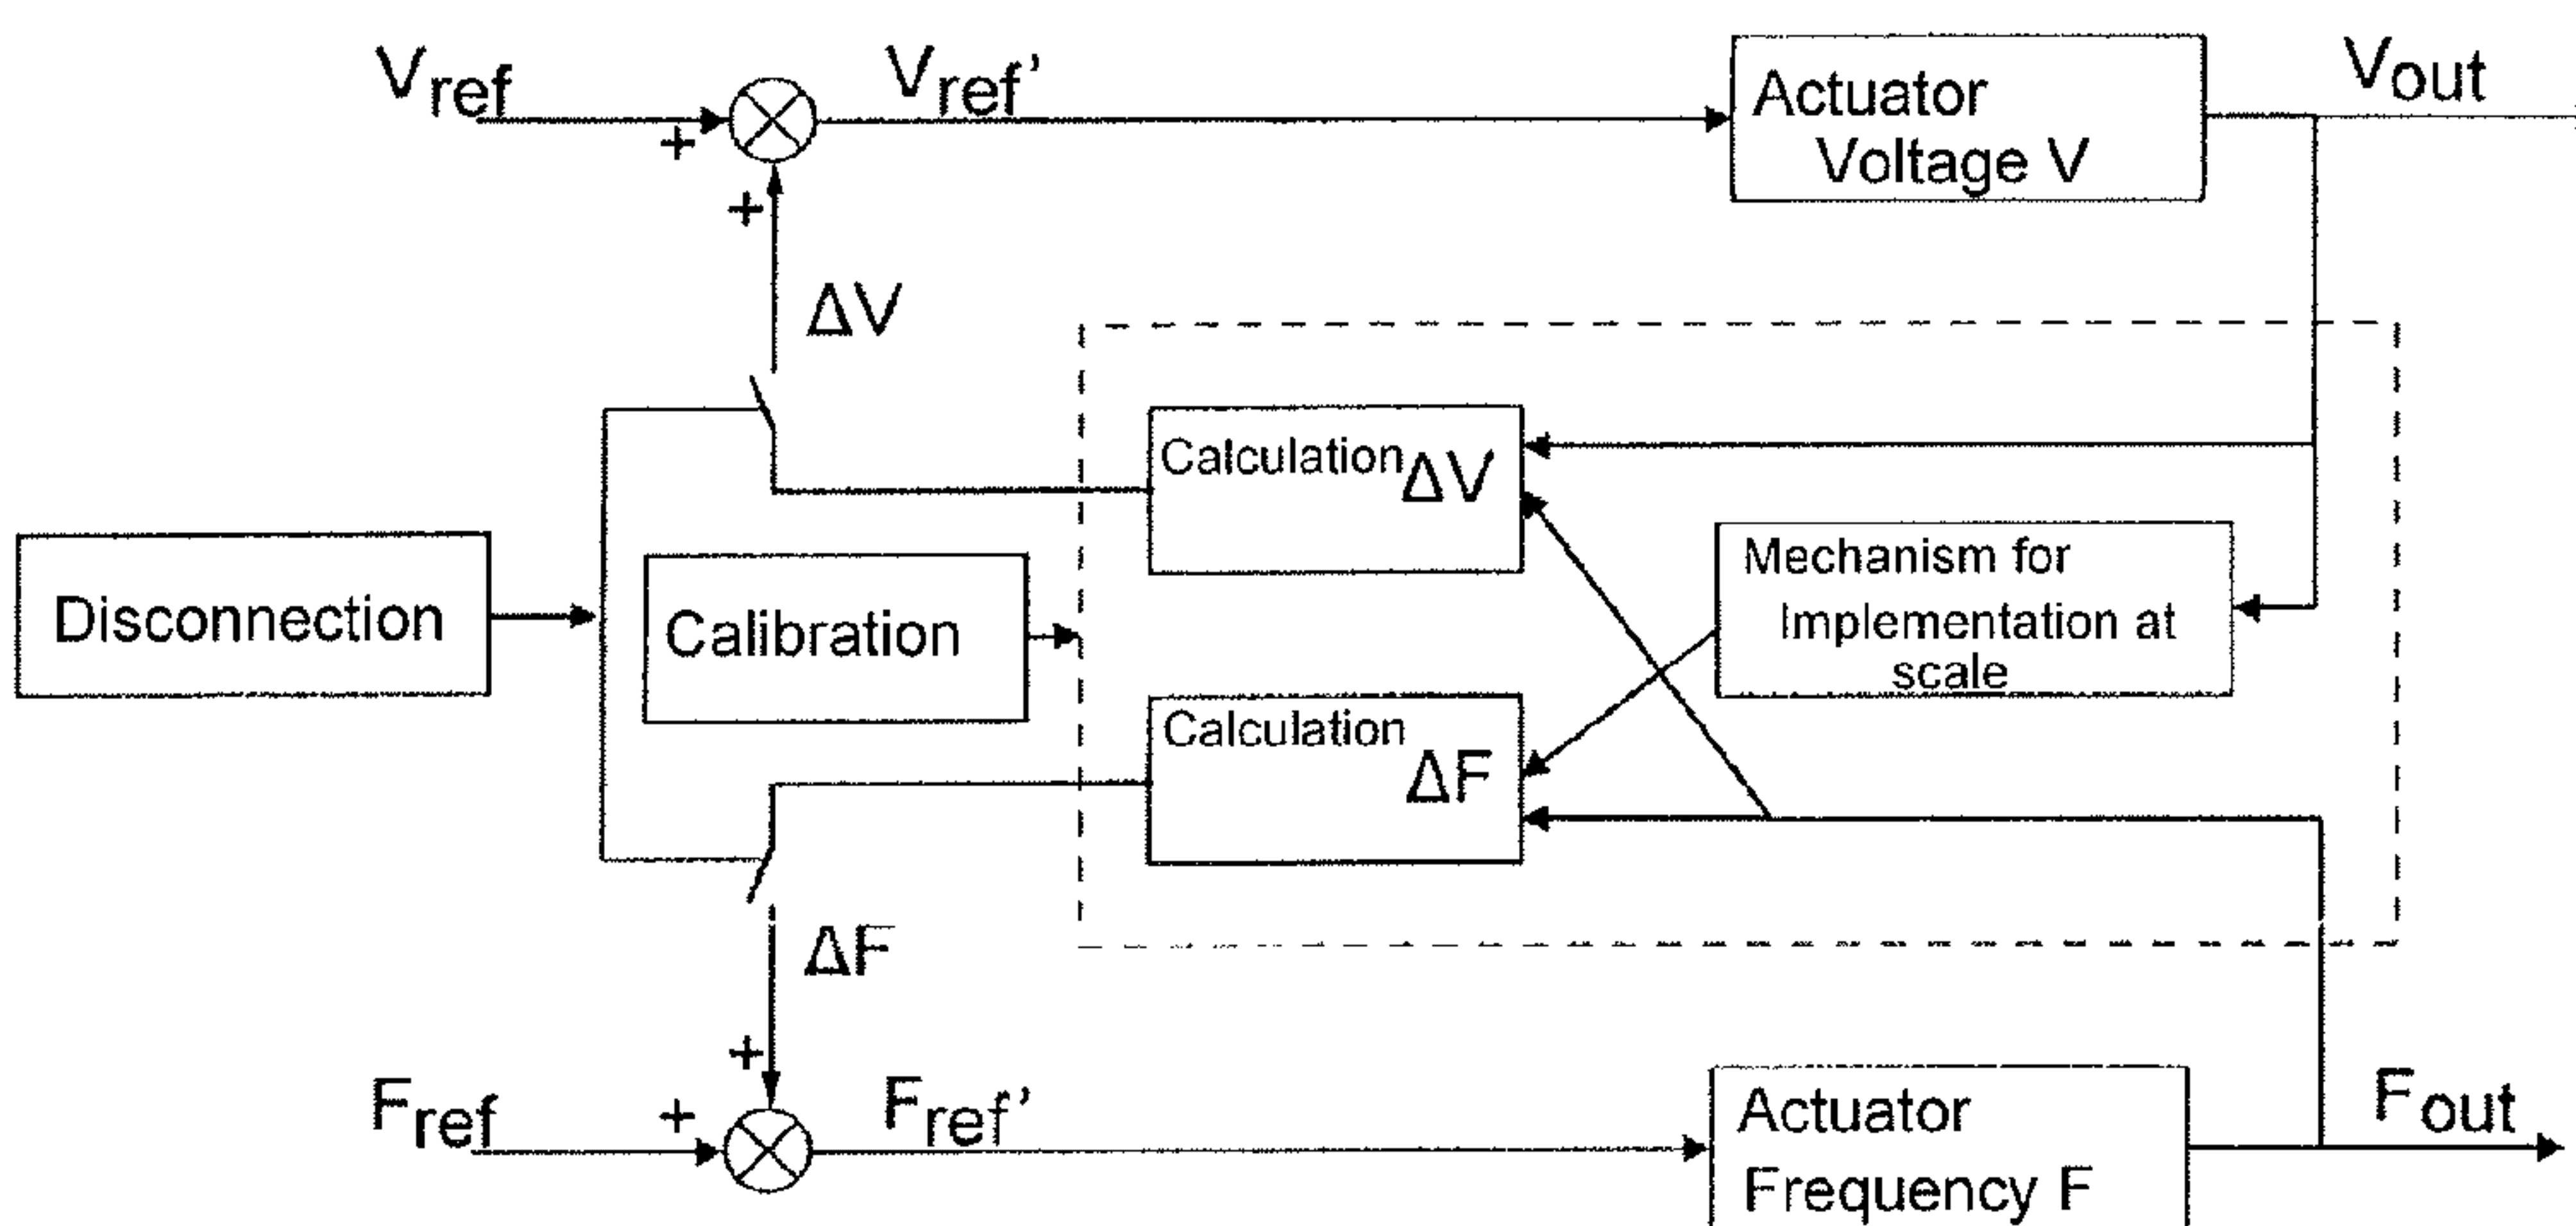 Vref
+
Vref'
Actuator
Voltage V
Vout
+
ΔV
Calculation ΔV
Disconnection
Calibration
Mechanism for
Implementation at
scale
Calculation
ΔF
ΔF
+
Fref
+
Fref'
Actuator
Frequency F
Fout